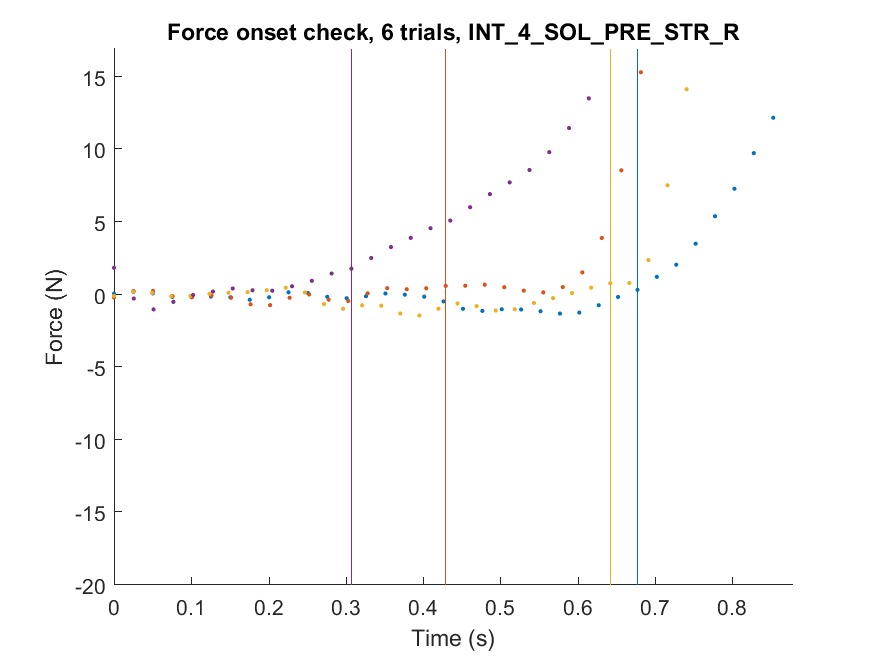 Force onset check, 6 trials, INT_4_SOL_PRE_STR_R
15
10
5
0
-5
-10
-15
-20
Force (N)
0 0.1 0.2 0.3 0.4 0.5 0.6 0.7 0.8
Time (s)